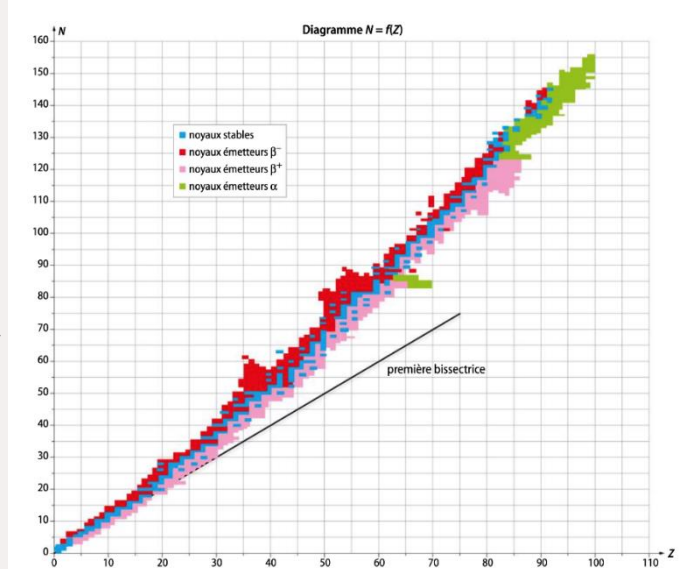 Diagramme N = f(Z)
N
160
150
140
130
120
110
100
90
80
70
60
50
40
30
20
10
0
noyaux stables
noyaux émetteurs β⁻
noyaux émetteurs β⁺
noyaux émetteurs α
première bissectrice
0 10 20 30 40 50 60 70 80 90 100 110
Z